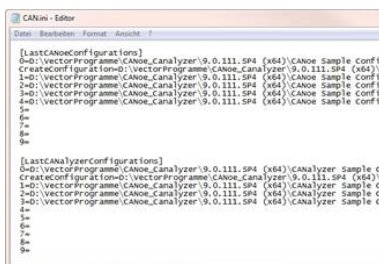 CAN.ini - Editor
Datei Bearbeiten Format Ansicht ?
[LastCANoeConfigurations]
0=D:\VectorProgramme\CANoe_Canalyzer\9.0.111.SP4 (x64)\CANoe Sample Confi
CreateConfiguration=D:\VectorProgramme\CANoe_Canalyzer\9.0.111.SP4 (x64)\
1=D:\VectorProgramme\CANoe_Canalyzer\9.0.111.SP4 (x64)\CANoe Sample Confi
2=D:\VectorProgramme\CANoe_Canalyzer\9.0.111.SP4 (x64)\CANoe Sample Confi
3=D:\VectorProgramme\CANoe_Canalyzer\9.0.111.SP4 (x64)\CANoe Sample Confi
4=D:\VectorProgramme\CANoe_Canalyzer\9.0.111.SP4 (x64)\CANoe Sample Confi
5=
6=
7=
8=
9=
[LastCANalyzerConfigurations]
0=D:\VectorProgramme\CANoe_Canalyzer\9.0.111.SP4 (x64)\CANalyzer Sample C
CreateConfiguration=D:\VectorProgramme\CANoe_Canalyzer\9.0.111.SP4 (x64)\
1=D:\VectorProgramme\CANoe_Canalyzer\9.0.111.SP4 (x64)\CANalyzer Sample C
2=D:\VectorProgramme\CANoe_Canalyzer\9.0.111.SP4 (x64)\CANalyzer Sample C
3=D:\VectorProgramme\CANoe_Canalyzer\9.0.111.SP4 (x64)\CANalyzer Sample C
4=
5=
6=
7=
8=
9=